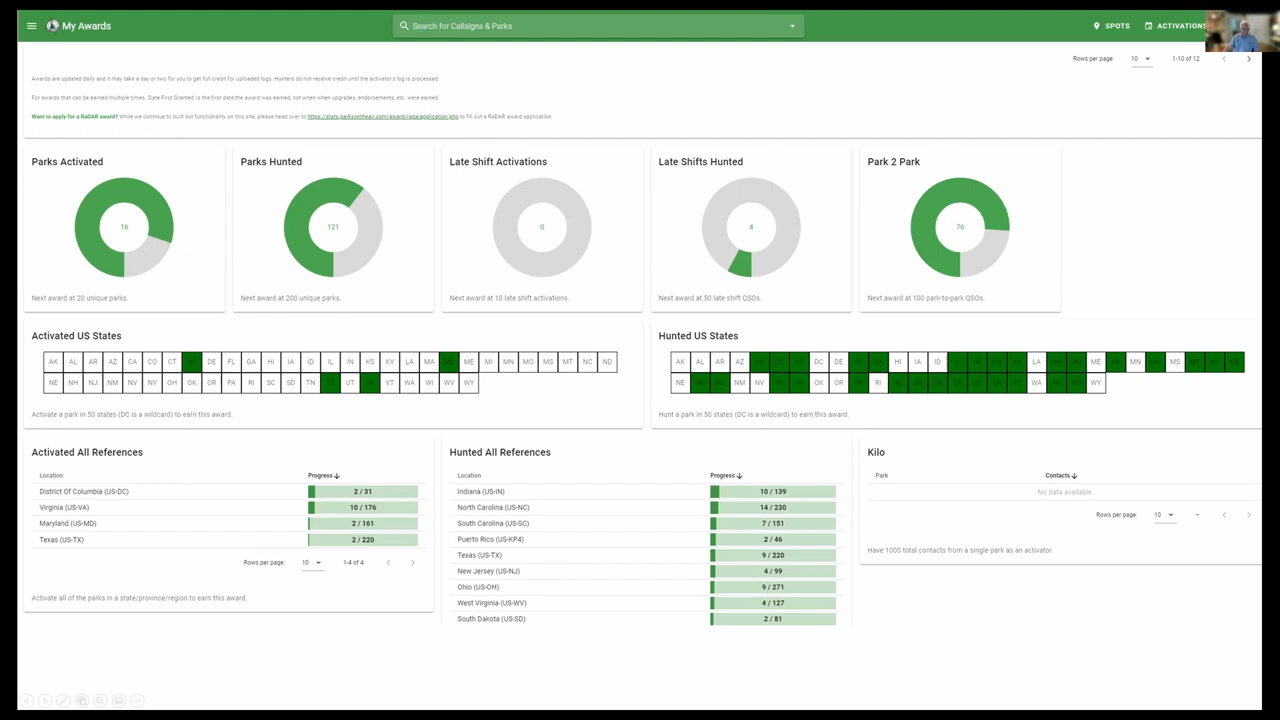 My Awards
Search for Callsigns & Parks
SPOTS
ACTIVATIONS
Rows per page:
10
1-10 of 12
Awards are updated daily and it may take a day or two for you to get full credit for uploaded logs. Hunters do not receive credit until the activator's log is processed.
For awards that can be earned multiple times, 'Date First Granted' is the first date the award was earned, not when when upgrades, endorsements, etc. were earned.
Want to apply for a RaDAR award? While we continue to built out functionality on this site, please head over to https://stats.parksontheair.com/award/radarapplication.php to fill out a RaDAR award application.
Parks Activated
16
Next award at 20 unique parks.
Parks Hunted
121
Next award at 200 unique parks.
Late Shift Activations
0
Next award at 10 late shift activations.
Late Shifts Hunted
4
Next award at 50 late shift QSOs.
Park 2 Park
76
Next award at 100 park-to-park QSOs.
Activated US States
AK AL AR AZ CA CO CT DE FL GA HI IA ID IL IN KS KY LA MA ME MI MN MO MS MT NC ND
NE NH NJ NM NV NY OH OK OR PA RI SC SD TN UT VT WA WI WV WY
Activate a park in 50 states (DC is a wildcard) to earn this award.
Hunted US States
AK AL AR AZ DC DE HI IA ID LA ME MN MS
NE NM NV OK OR RI WA WY
Hunt a park in 50 states (DC is a wildcard) to earn this award.
Activated All References
Location Progress
District Of Columbia (US-DC) 2 / 31
Virginia (US-VA) 10 / 176
Maryland (US-MD) 2 / 161
Texas (US-TX) 2 / 220
Rows per page: 10 1-4 of 4
Activate all of the parks in a state/province/region to earn this award.
Hunted All References
Location Progress
Indiana (US-IN) 10 / 139
North Carolina (US-NC) 14 / 230
South Carolina (US-SC) 7 / 151
Puerto Rico (US-KP4) 2 / 46
Texas (US-TX) 9 / 220
New Jersey (US-NJ) 4 / 99
Ohio (US-OH) 9 / 271
West Virginia (US-WV) 4 / 127
South Dakota (US-SD) 2 / 81
Kilo
Park Contacts
No data available
Rows per page: 10 -
Have 1000 total contacts from a single park as an activator.